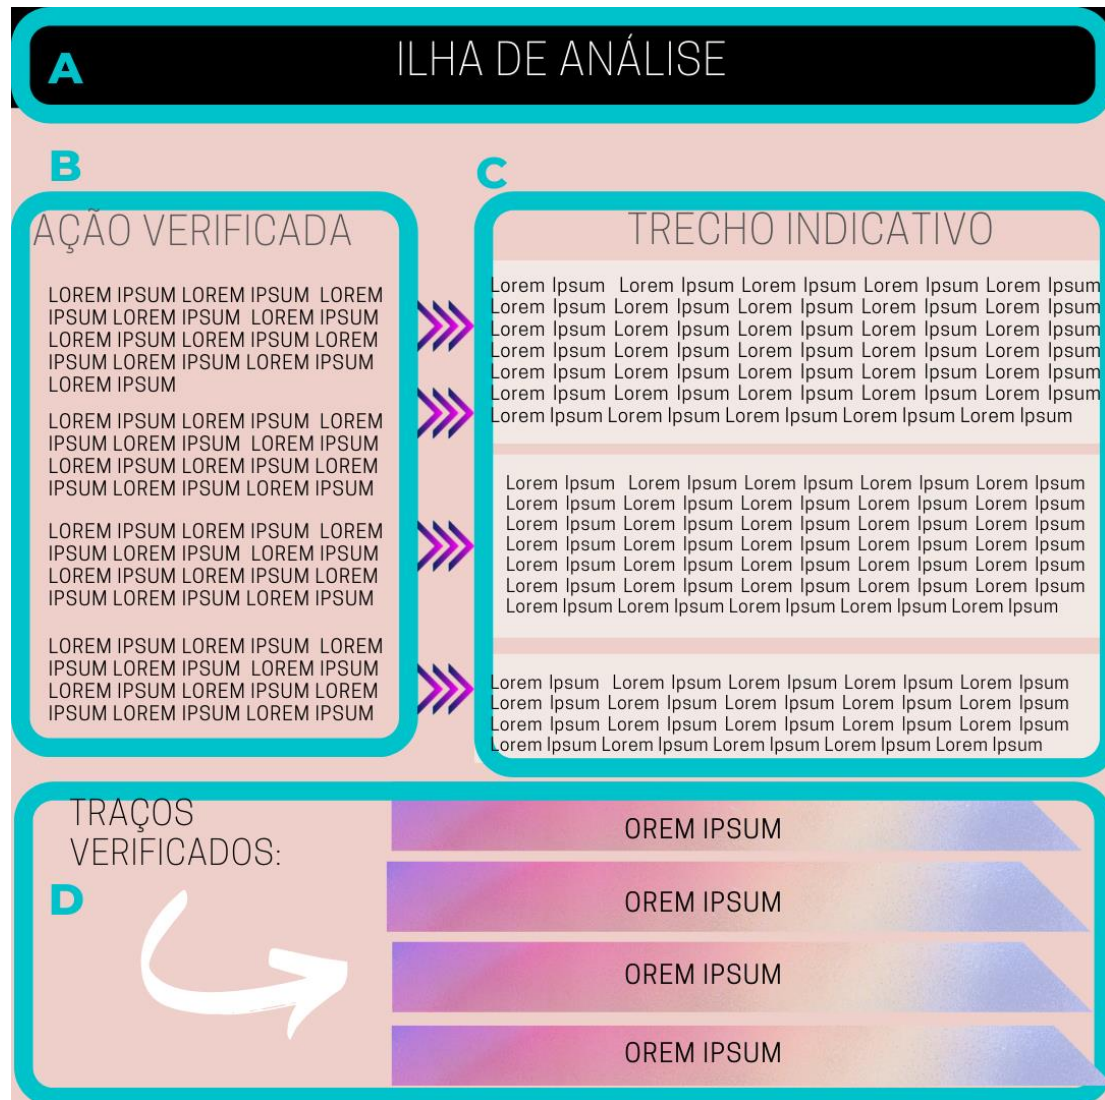 A
ILHA DE ANÁLISE
B
AÇÃO VERIFICADA
LOREM IPSUM LOREM IPSUM  LOREM
IPSUM LOREM IPSUM  LOREM IPSUM
LOREM IPSUM LOREM IPSUM LOREM
IPSUM LOREM IPSUM LOREM IPSUM
LOREM IPSUM
LOREM IPSUM LOREM IPSUM  LOREM
IPSUM LOREM IPSUM  LOREM IPSUM
LOREM IPSUM LOREM IPSUM LOREM
IPSUM LOREM IPSUM LOREM IPSUM
LOREM IPSUM LOREM IPSUM  LOREM
IPSUM LOREM IPSUM  LOREM IPSUM
LOREM IPSUM LOREM IPSUM LOREM
IPSUM LOREM IPSUM LOREM IPSUM
LOREM IPSUM LOREM IPSUM  LOREM
IPSUM LOREM IPSUM  LOREM IPSUM
LOREM IPSUM LOREM IPSUM LOREM
IPSUM LOREM IPSUM LOREM IPSUM
C
TRECHO INDICATIVO
Lorem Ipsum  Lorem Ipsum Lorem Ipsum Lorem Ipsum Lorem Ipsum
Lorem Ipsum Lorem Ipsum Lorem Ipsum Lorem Ipsum Lorem Ipsum
Lorem Ipsum Lorem Ipsum Lorem Ipsum Lorem Ipsum Lorem Ipsum
Lorem Ipsum Lorem Ipsum Lorem Ipsum Lorem Ipsum Lorem Ipsum
Lorem Ipsum Lorem Ipsum Lorem Ipsum Lorem Ipsum Lorem Ipsum
Lorem Ipsum Lorem Ipsum Lorem Ipsum Lorem Ipsum Lorem Ipsum
Lorem Ipsum Lorem Ipsum Lorem Ipsum Lorem Ipsum Lorem Ipsum
Lorem Ipsum  Lorem Ipsum Lorem Ipsum Lorem Ipsum Lorem Ipsum
Lorem Ipsum Lorem Ipsum Lorem Ipsum Lorem Ipsum Lorem Ipsum
Lorem Ipsum Lorem Ipsum Lorem Ipsum Lorem Ipsum Lorem Ipsum
Lorem Ipsum Lorem Ipsum Lorem Ipsum Lorem Ipsum Lorem Ipsum
Lorem Ipsum Lorem Ipsum Lorem Ipsum Lorem Ipsum Lorem Ipsum
Lorem Ipsum Lorem Ipsum Lorem Ipsum Lorem Ipsum Lorem Ipsum
Lorem Ipsum Lorem Ipsum Lorem Ipsum Lorem Ipsum Lorem Ipsum
Lorem Ipsum  Lorem Ipsum Lorem Ipsum Lorem Ipsum Lorem Ipsum
Lorem Ipsum Lorem Ipsum Lorem Ipsum Lorem Ipsum Lorem Ipsum
Lorem Ipsum Lorem Ipsum Lorem Ipsum Lorem Ipsum Lorem Ipsum
Lorem Ipsum Lorem Ipsum Lorem Ipsum Lorem Ipsum Lorem Ipsum
TRAÇOS
VERIFICADOS:
D
OREM IPSUM
OREM IPSUM
OREM IPSUM
OREM IPSUM